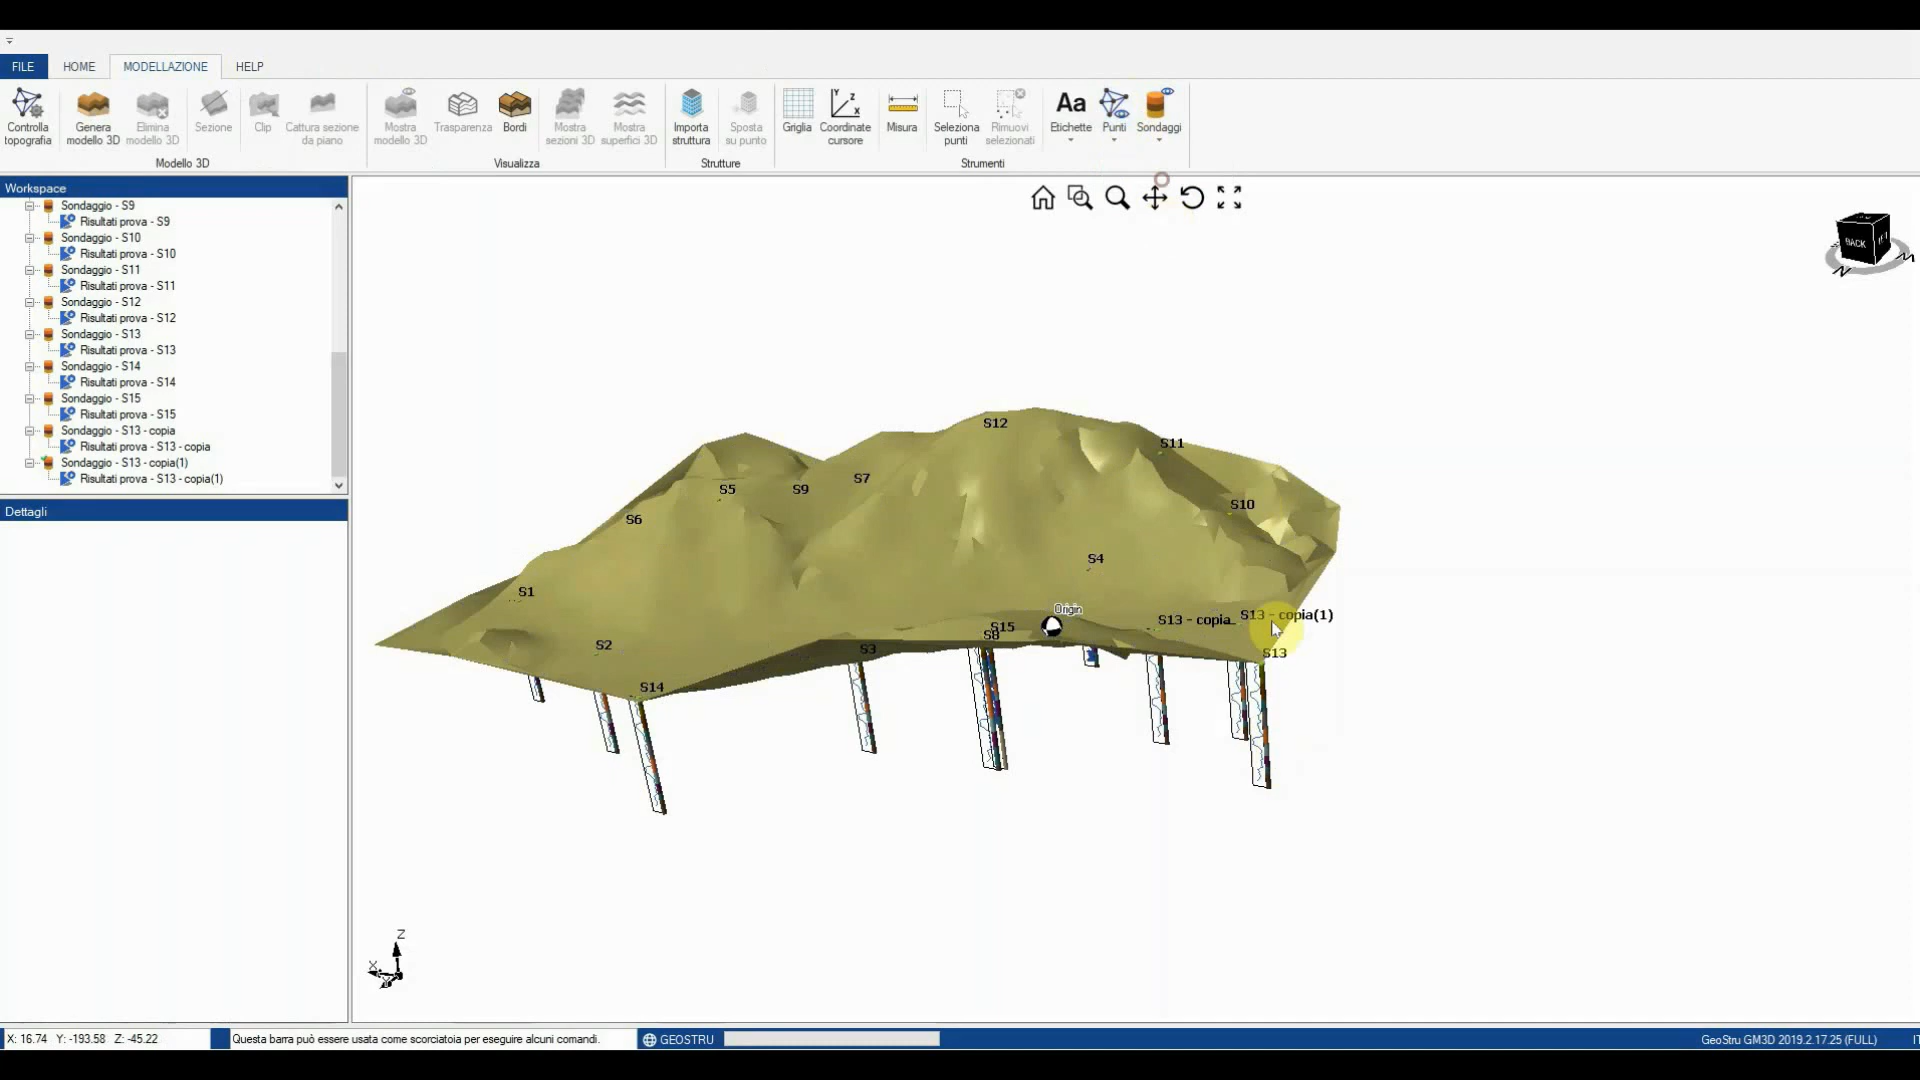 FILE HOME MODELLAZIONE HELP
Controlla topografia
Genera modello 3D
Elimina modello 3D
Sezione
Clip
Cattura sezione da piano
Mostra modello 3D
Trasparenza
Bordi
Mostra sezioni 3D
Mostra superfici 3D
Importa struttura
Sposta su punto
Griglia
Coordinate cursore
Misura
Seleziona punti
Rimuovi selezionati
Aa
Etichette
Punti
Sondaggi
Modello 3D
Visualizza
Strutture
Strumenti
Workspace
Sondaggio - S9
Risultati prova - S9
Sondaggio - S10
Risultati prova - S10
Sondaggio - S11
Risultati prova - S11
Sondaggio - S12
Risultati prova - S12
Sondaggio - S13
Risultati prova - S13
Sondaggio - S14
Risultati prova - S14
Sondaggio - S15
Risultati prova - S15
Sondaggio - S13 - copia
Risultati prova - S13 - copia
Sondaggio - S13 - copia(1)
Risultati prova - S13 - copia(1)
Dettagli
BACK
N
S12
S11
S7
S5
S9
S10
S6
S4
S1
Origin
S13 - copia
S13 - copia(1)
S15
S8
S2
S3
S13
S14
Z
X
Y
X: 16.74 Y: -193.58 Z: -45.22
Questa barra può essere usata come scorciatoia per eseguire alcuni comandi.
GEOSTRU
GeoStru GM3D 2019.2.17.25 (FULL)